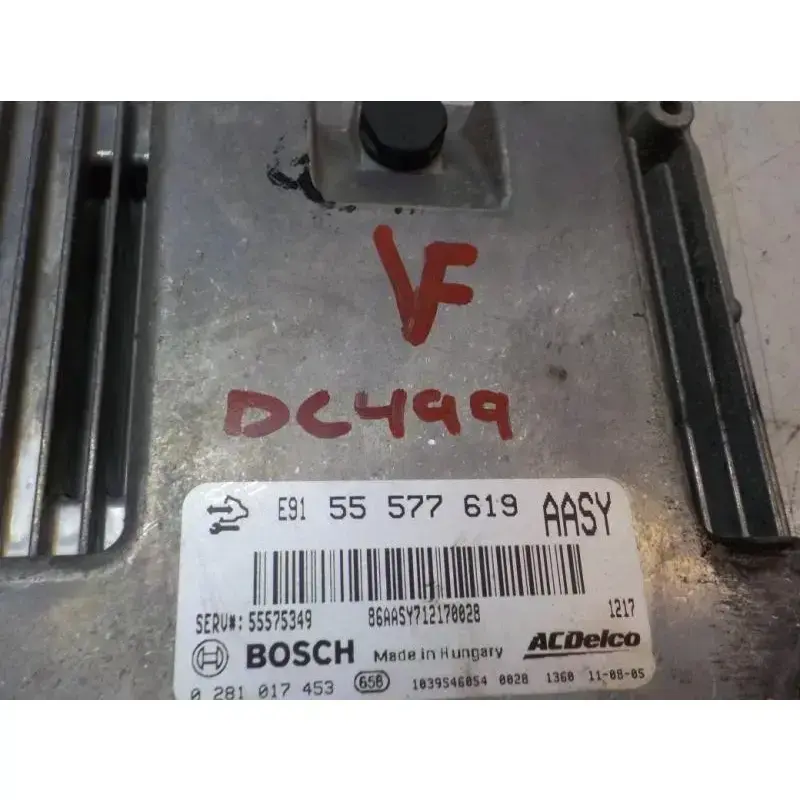 VF
DC499
E91 55 577 619 AASY
SERV#: 55575349 86AASY712170028 1217
BOSCH Made in Hungary ACDelco
0 281 017 453 658 1039S46054 0028 1360 11-08-05